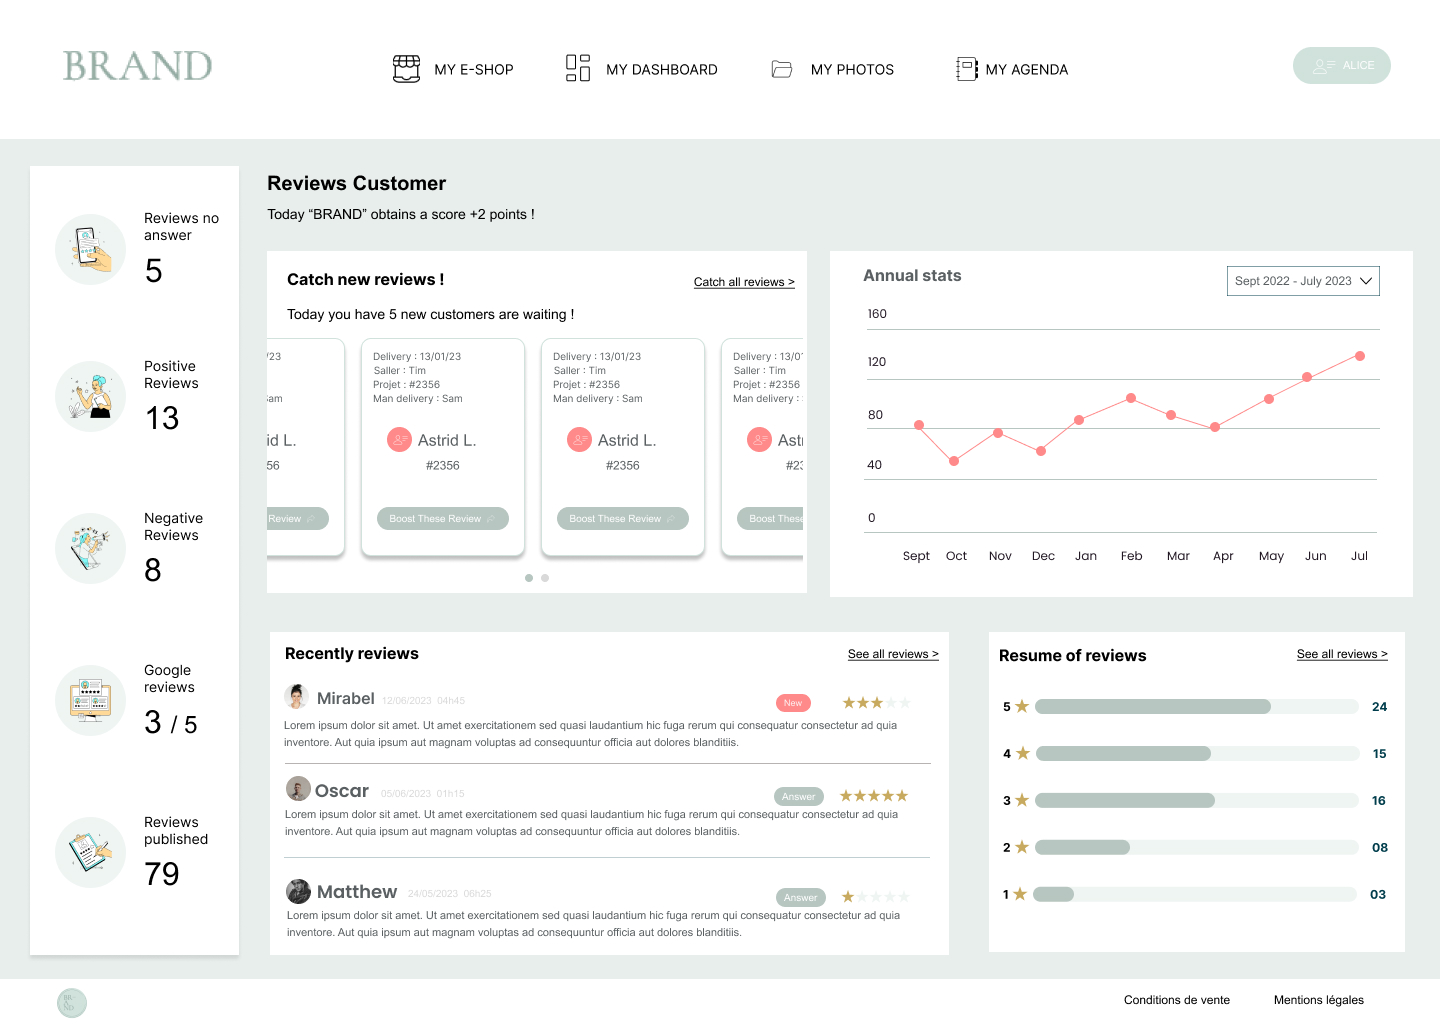 BRAND
MY E-SHOP
MY DASHBOARD
MY PHOTOS
MY AGENDA
ALICE
Reviews no
answer
5
Positive
Reviews
13
Negative
Reviews
8
Google
reviews
3 / 5
Reviews
published
79
Reviews Customer
Today “BRAND” obtains a score +2 points !
Catch new reviews !
Catch all reviews >
Today you have 5 new customers are waiting !
/23
am
id L.
56
Review
Delivery : 13/01/23
Saller : Tim
Projet : #2356
Man delivery : Sam
Astrid L.
#2356
Boost These Review
Delivery : 13/01/23
Saller : Tim
Projet : #2356
Man delivery : Sam
Astrid L.
#2356
Boost These Review
Delivery : 13/01
Saller : Tim
Projet : #2356
Man delivery :
Ast
#23
Boost These
Annual stats
Sept 2022 - July 2023
160
120
80
40
0
Sept Oct Nov Dec Jan Feb Mar Apr May Jun Jul
Recently reviews
See all reviews >
Mirabel 12/06/2023 04h45
New
Lorem ipsum dolor sit amet. Ut amet exercitationem sed quasi laudantium hic fuga rerum qui consequatur consectetur ad quia
inventore. Aut quia ipsum aut magnam voluptas ad consequuntur officia aut dolores blanditiis.
Oscar 05/06/2023 01h15
Answer
Lorem ipsum dolor sit amet. Ut amet exercitationem sed quasi laudantium hic fuga rerum qui consequatur consectetur ad quia
inventore. Aut quia ipsum aut magnam voluptas ad consequuntur officia aut dolores blanditiis.
Matthew 24/05/2023 06h25
Answer
Lorem ipsum dolor sit amet. Ut amet exercitationem sed quasi laudantium hic fuga rerum qui consequatur consectetur ad quia
inventore. Aut quia ipsum aut magnam voluptas ad consequuntur officia aut dolores blanditiis.
Resume of reviews
See all reviews >
5 24
4 15
3 16
2 08
1 03
Conditions de vente
Mentions légales